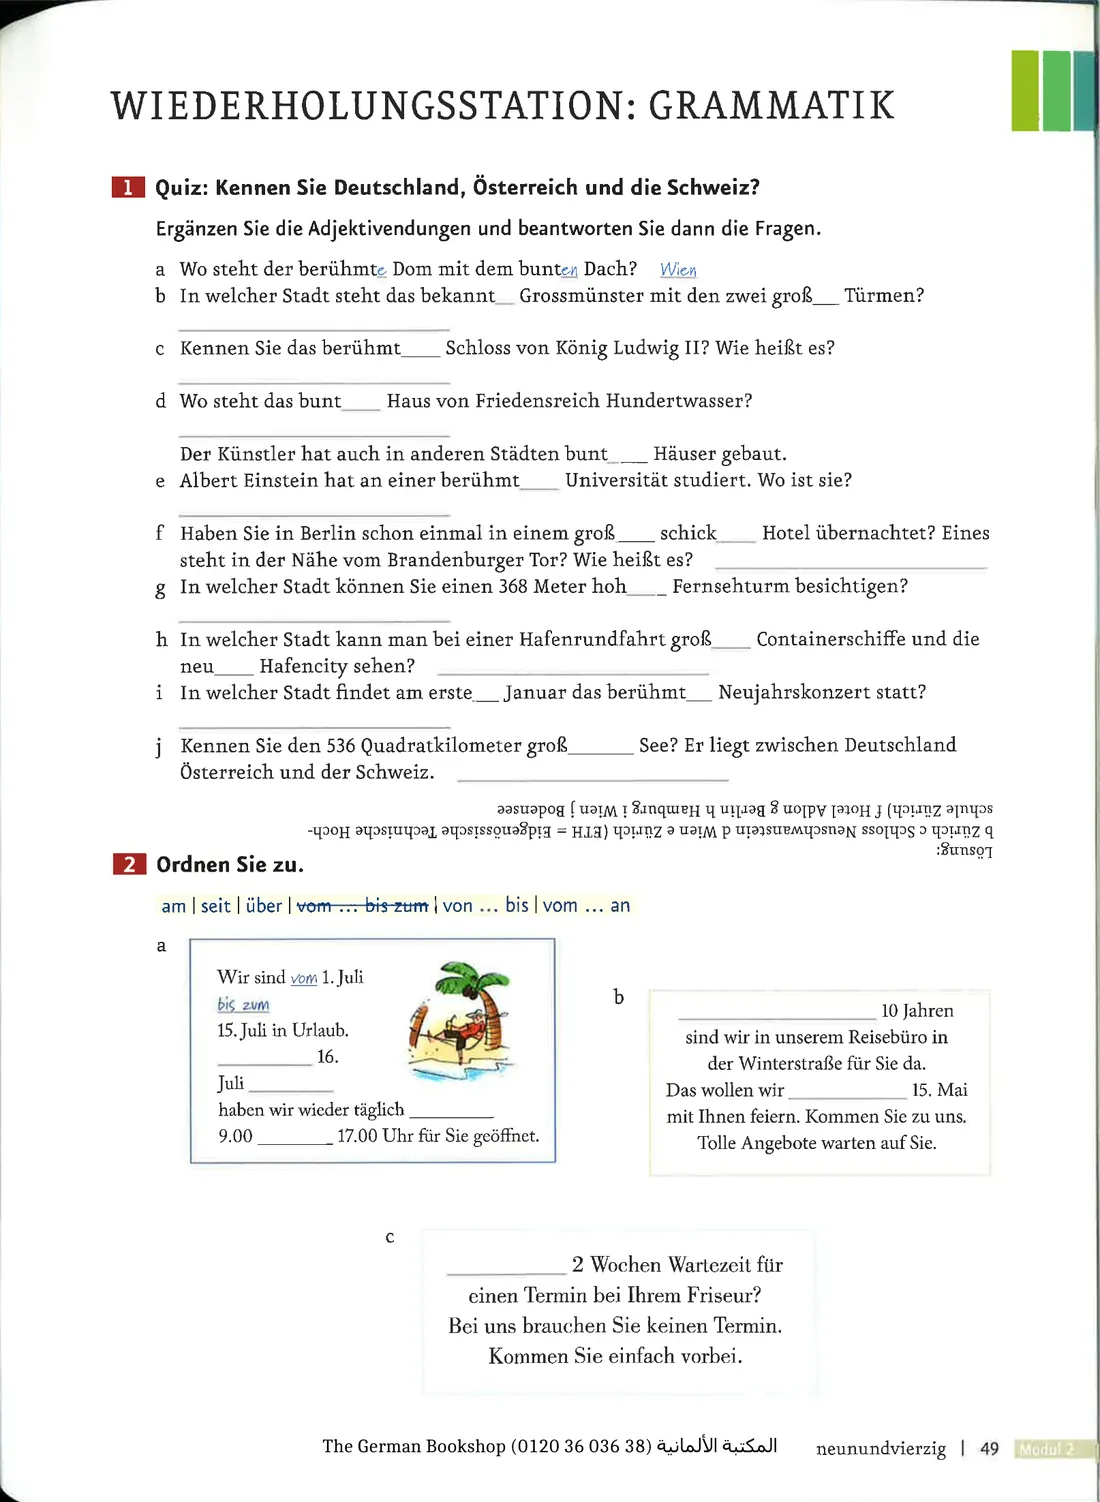 WIEDERHOLUNGSSTATION: GRAMMATIK
1 Quiz: Kennen Sie Deutschland, Österreich und die Schweiz?
Ergänzen Sie die Adjektivendungen und beantworten Sie dann die Fragen.
a Wo steht der berühmte Dom mit dem bunten Dach? Wien
b In welcher Stadt steht das bekannt__ Grossmünster mit den zwei groß___ Türmen?
c Kennen Sie das berühmt____ Schloss von König Ludwig II? Wie heißt es?
d Wo steht das bunt____ Haus von Friedensreich Hundertwasser?
Der Künstler hat auch in anderen Städten bunt____ Häuser gebaut.
e Albert Einstein hat an einer berühmt____ Universität studiert. Wo ist sie?
f Haben Sie in Berlin schon einmal in einem groß____ schick____ Hotel übernachtet? Eines
steht in der Nähe vom Brandenburger Tor? Wie heißt es? ____
g In welcher Stadt können Sie einen 368 Meter hoh____ Fernsehturm besichtigen?
h In welcher Stadt kann man bei einer Hafenrundfahrt groß____ Containerschiffe und die
neu____ Hafencity sehen? ____
i In welcher Stadt findet am erste___ Januar das berühmt___ Neujahrskonzert statt?
j Kennen Sie den 536 Quadratkilometer groß______ See? Er liegt zwischen Deutschland
Österreich und der Schweiz. ____
Lösung:
b Zürich c Schloss Neuschwanstein d Wien e Zürich (ETH = Eidgenössische Technische Hoch-
schule Zürich) f Hotel Adlon g Berlin h Hamburg i Wien j Bodensee
2 Ordnen Sie zu.
am | seit | über | vom ... bis zum | von ... bis | vom ... an
a
Wir sind vom 1. Juli
bis zum
15. Juli in Urlaub.
_________ 16.
Juli _________
haben wir wieder täglich _________
9.00 ________ 17.00 Uhr für Sie geöffnet.
b
____________________ 10 Jahren
sind wir in unserem Reisebüro in
der Winterstraße für Sie da.
Das wollen wir ____________ 15. Mai
mit Ihnen feiern. Kommen Sie zu uns.
Tolle Angebote warten auf Sie.
c
____________ 2 Wochen Wartezeit für
einen Termin bei Ihrem Friseur?
Bei uns brauchen Sie keinen Termin.
Kommen Sie einfach vorbei.
The German Bookshop (0120 36 036 38) المكتبة الألمانية
neunundvierzig | 49 Modul 2